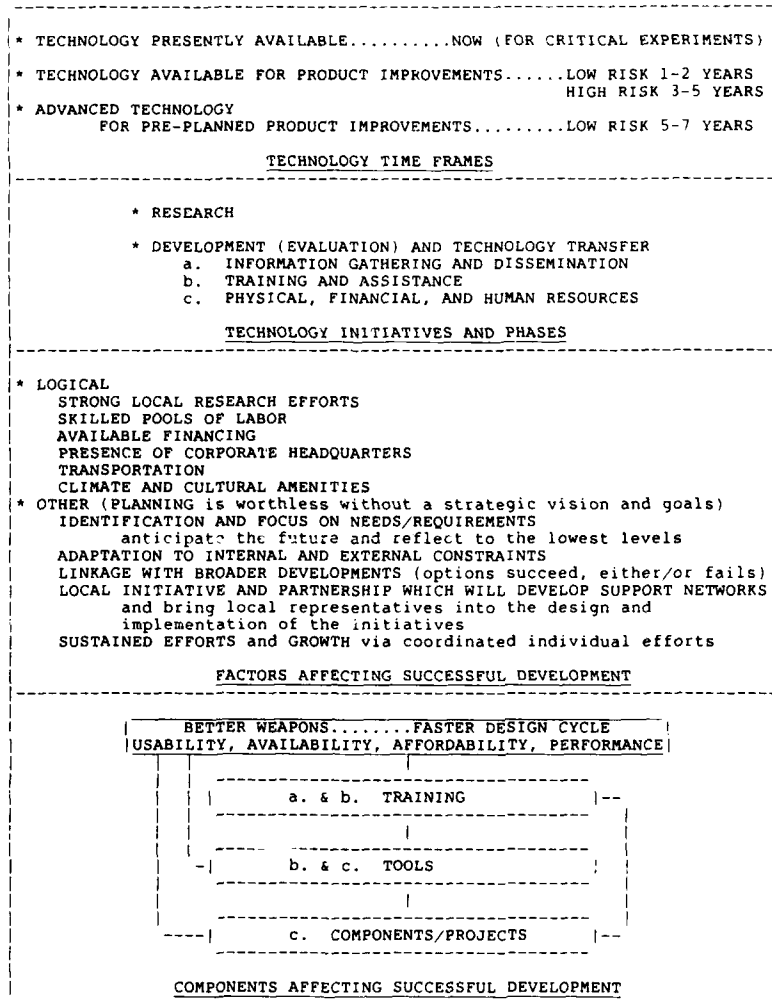 * TECHNOLOGY PRESENTLY AVAILABLE..........NOW (FOR CRITICAL EXPERIMENTS)
* TECHNOLOGY AVAILABLE FOR PRODUCT IMPROVEMENTS......LOW RISK 1-2 YEARS
HIGH RISK 3-5 YEARS
* ADVANCED TECHNOLOGY
FOR PRE-PLANNED PRODUCT IMPROVEMENTS.........LOW RISK 5-7 YEARS
TECHNOLOGY TIME FRAMES
* RESEARCH
* DEVELOPMENT (EVALUATION) AND TECHNOLOGY TRANSFER
a. INFORMATION GATHERING AND DISSEMINATION
b. TRAINING AND ASSISTANCE
c. PHYSICAL, FINANCIAL, AND HUMAN RESOURCES
TECHNOLOGY INITIATIVES AND PHASES
* LOGICAL
STRONG LOCAL RESEARCH EFFORTS
SKILLED POOLS OF LABOR
AVAILABLE FINANCING
PRESENCE OF CORPORATE HEADQUARTERS
TRANSPORTATION
CLIMATE AND CULTURAL AMENITIES
* OTHER (PLANNING is worthless without a strategic vision and goals)
IDENTIFICATION AND FOCUS ON NEEDS/REQUIREMENTS
anticipate the future and reflect to the lowest levels
ADAPTATION TO INTERNAL AND EXTERNAL CONSTRAINTS
LINKAGE WITH BROADER DEVELOPMENTS (options succeed, either/or fails)
LOCAL INITIATIVE AND PARTNERSHIP WHICH WILL DEVELOP SUPPORT NETWORKS
and bring local representatives into the design and
implementation of the initiatives
SUSTAINED EFFORTS and GROWTH via coordinated individual efforts
FACTORS AFFECTING SUCCESSFUL DEVELOPMENT
BETTER WEAPONS........FASTER DESIGN CYCLE
USABILITY, AVAILABILITY, AFFORDABILITY, PERFORMANCE
a. & b. TRAINING
b. & c. TOOLS
c. COMPONENTS/PROJECTS
COMPONENTS AFFECTING SUCCESSFUL DEVELOPMENT